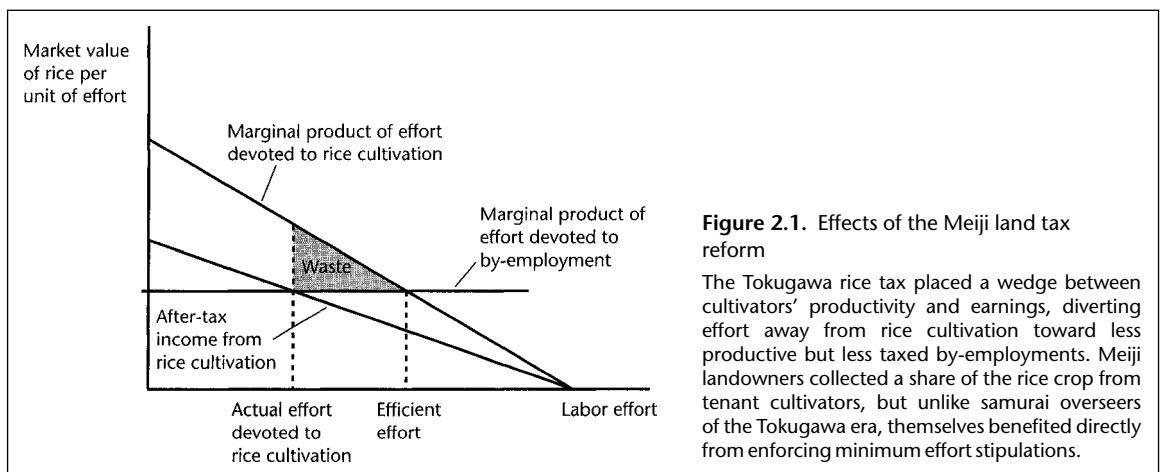 Market value
of rice per
unit of effort
Marginal product of effort
devoted to rice cultivation
Marginal product of
effort devoted to
by-employment
Waste
After-tax
income from
rice cultivation
Actual effort
devoted to
rice cultivation
Efficient
effort
Labor effort
Figure 2.1. Effects of the Meiji land tax
reform
The Tokugawa rice tax placed a wedge between
cultivators’ productivity and earnings, diverting
effort away from rice cultivation toward less
productive but less taxed by-employments. Meiji
landowners collected a share of the rice crop from
tenant cultivators, but unlike samurai overseers
of the Tokugawa era, themselves benefited directly
from enforcing minimum effort stipulations.